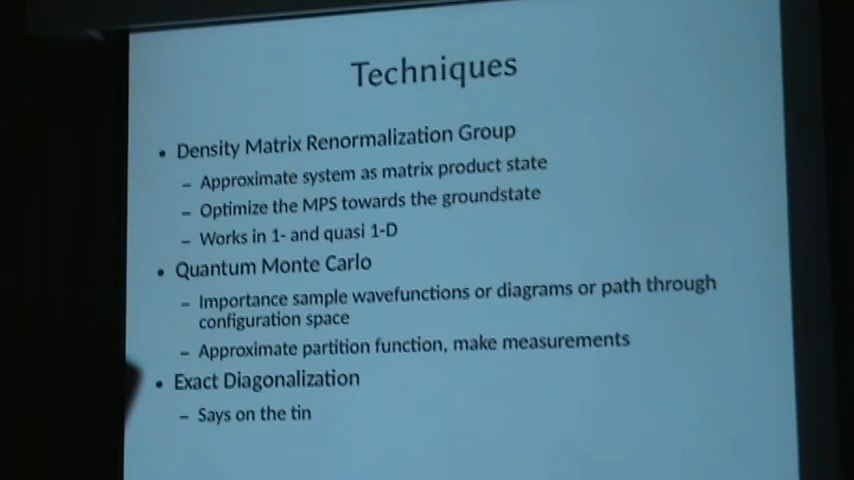 Techniques
• Density Matrix Renormalization Group
– Approximate system as matrix product state
– Optimize the MPS towards the groundstate
– Works in 1- and quasi 1-D
• Quantum Monte Carlo
– Importance sample wavefunctions or diagrams or path through
configuration space
– Approximate partition function, make measurements
• Exact Diagonalization
– Says on the tin